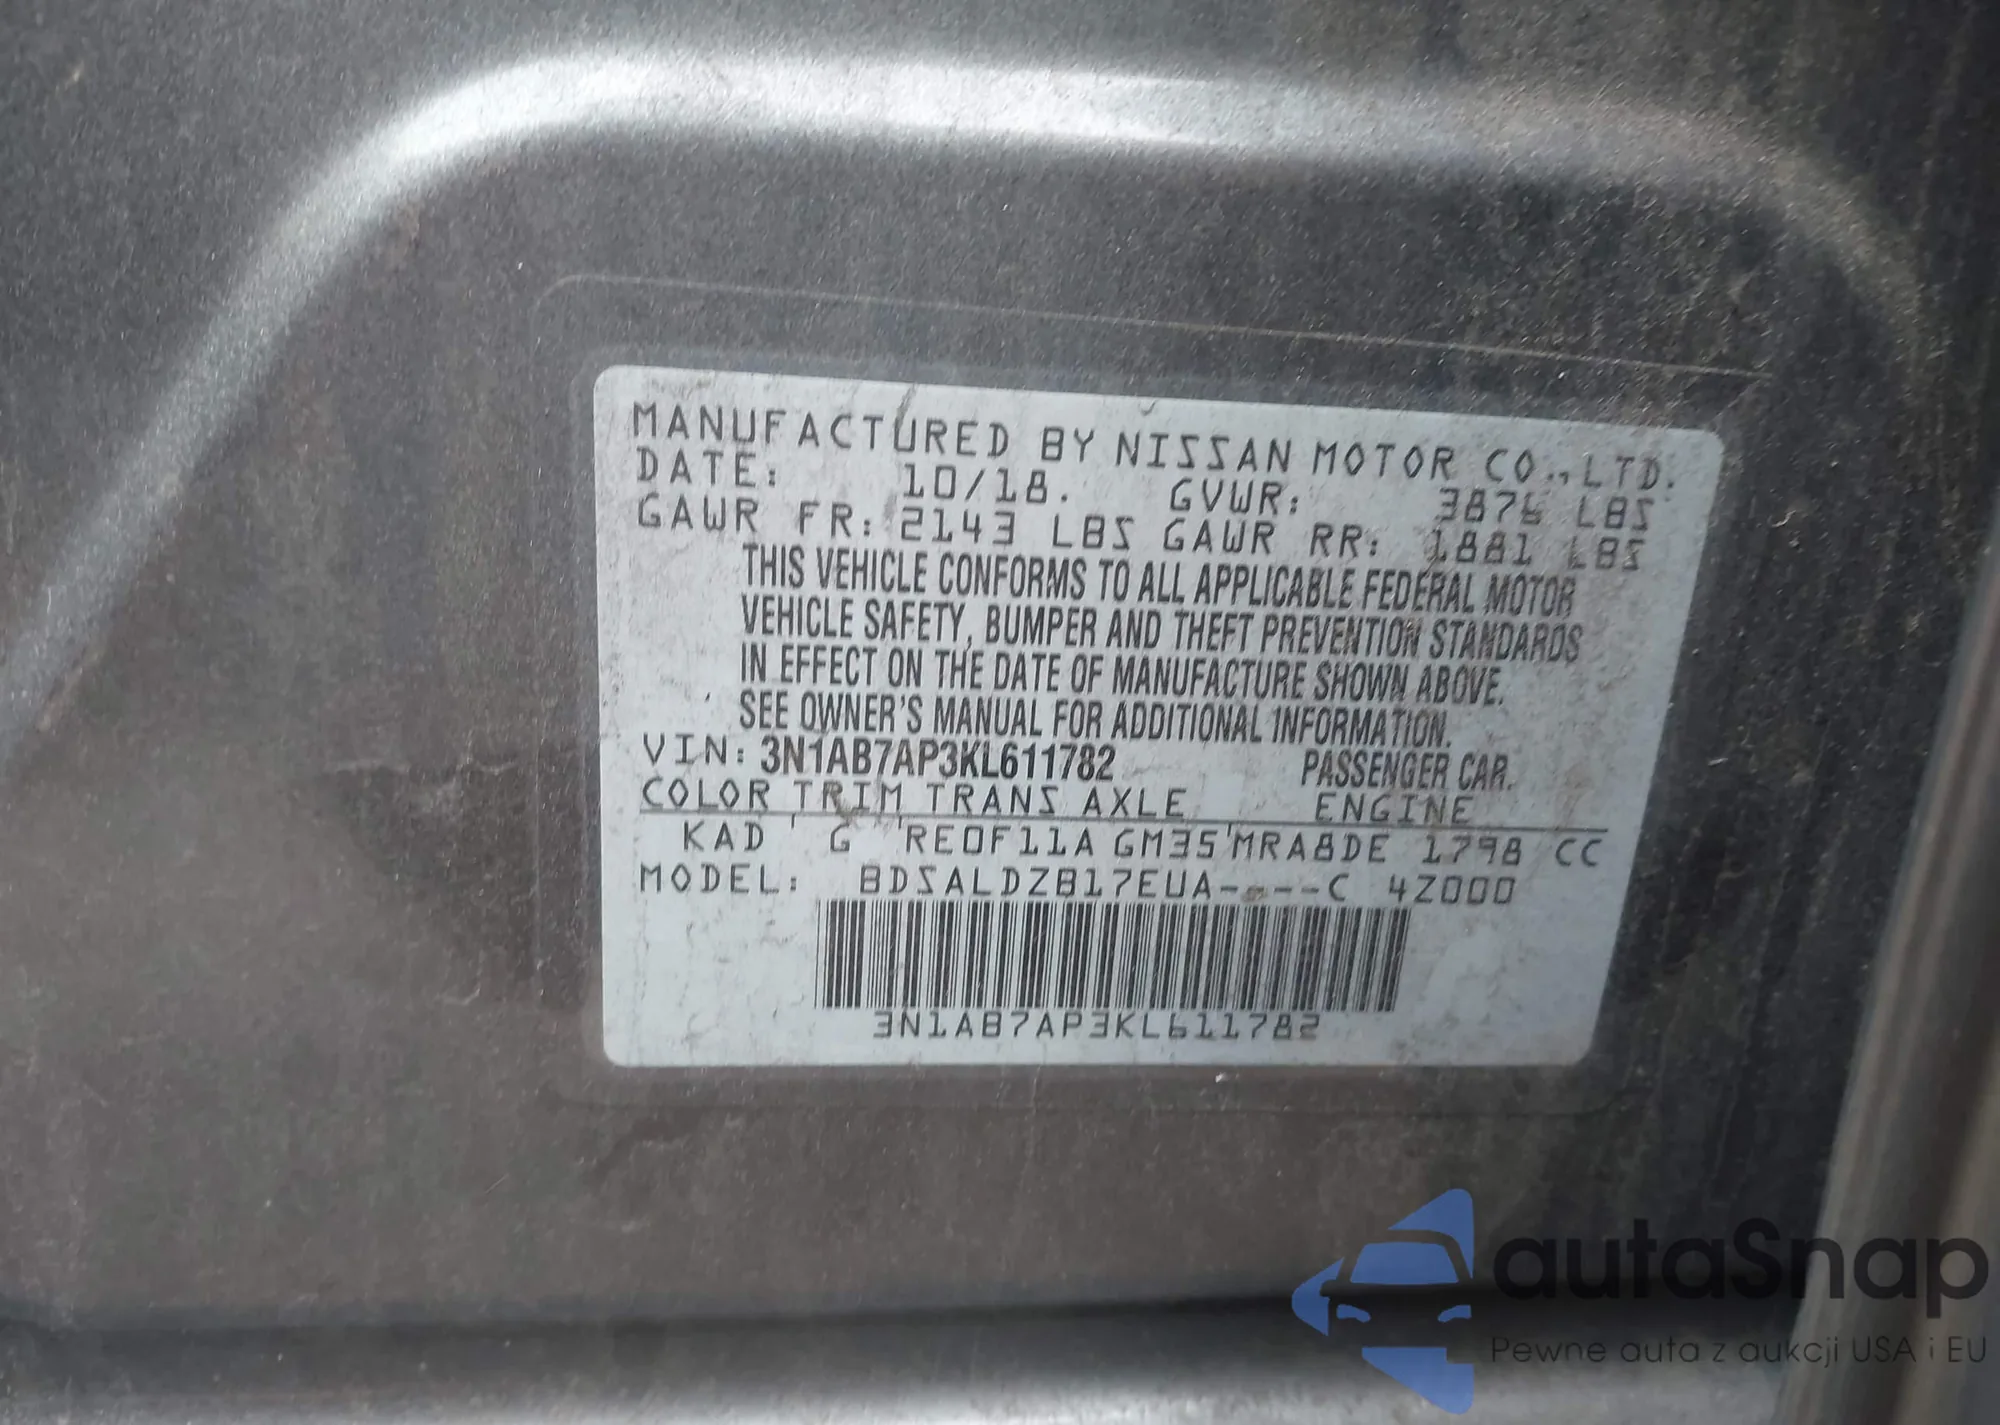 MANUFACTURED BY NISSAN MOTOR CO.,LTD.
DATE: 10/18. GVWR: 3876 LBS
GAWR FR: 2143 LBS GAWR RR: 1881 LBS
THIS VEHICLE CONFORMS TO ALL APPLICABLE FEDERAL MOTOR
VEHICLE SAFETY, BUMPER AND THEFT PREVENTION STANDARDS
IN EFFECT ON THE DATE OF MANUFACTURE SHOWN ABOVE.
SEE OWNER'S MANUAL FOR ADDITIONAL INFORMATION.
VIN: 3N1AB7AP3KL611782 PASSENGER CAR.
COLOR TRIM TRANS AXLE ENGINE
KAD G RE0F11A GM35 MRA8DE 1798 CC
MODEL: BDSALDZB17EUA----C 4Z000
3N1AB7AP3KL611782
autaSnap
Pewne auta z aukcji USA i EU